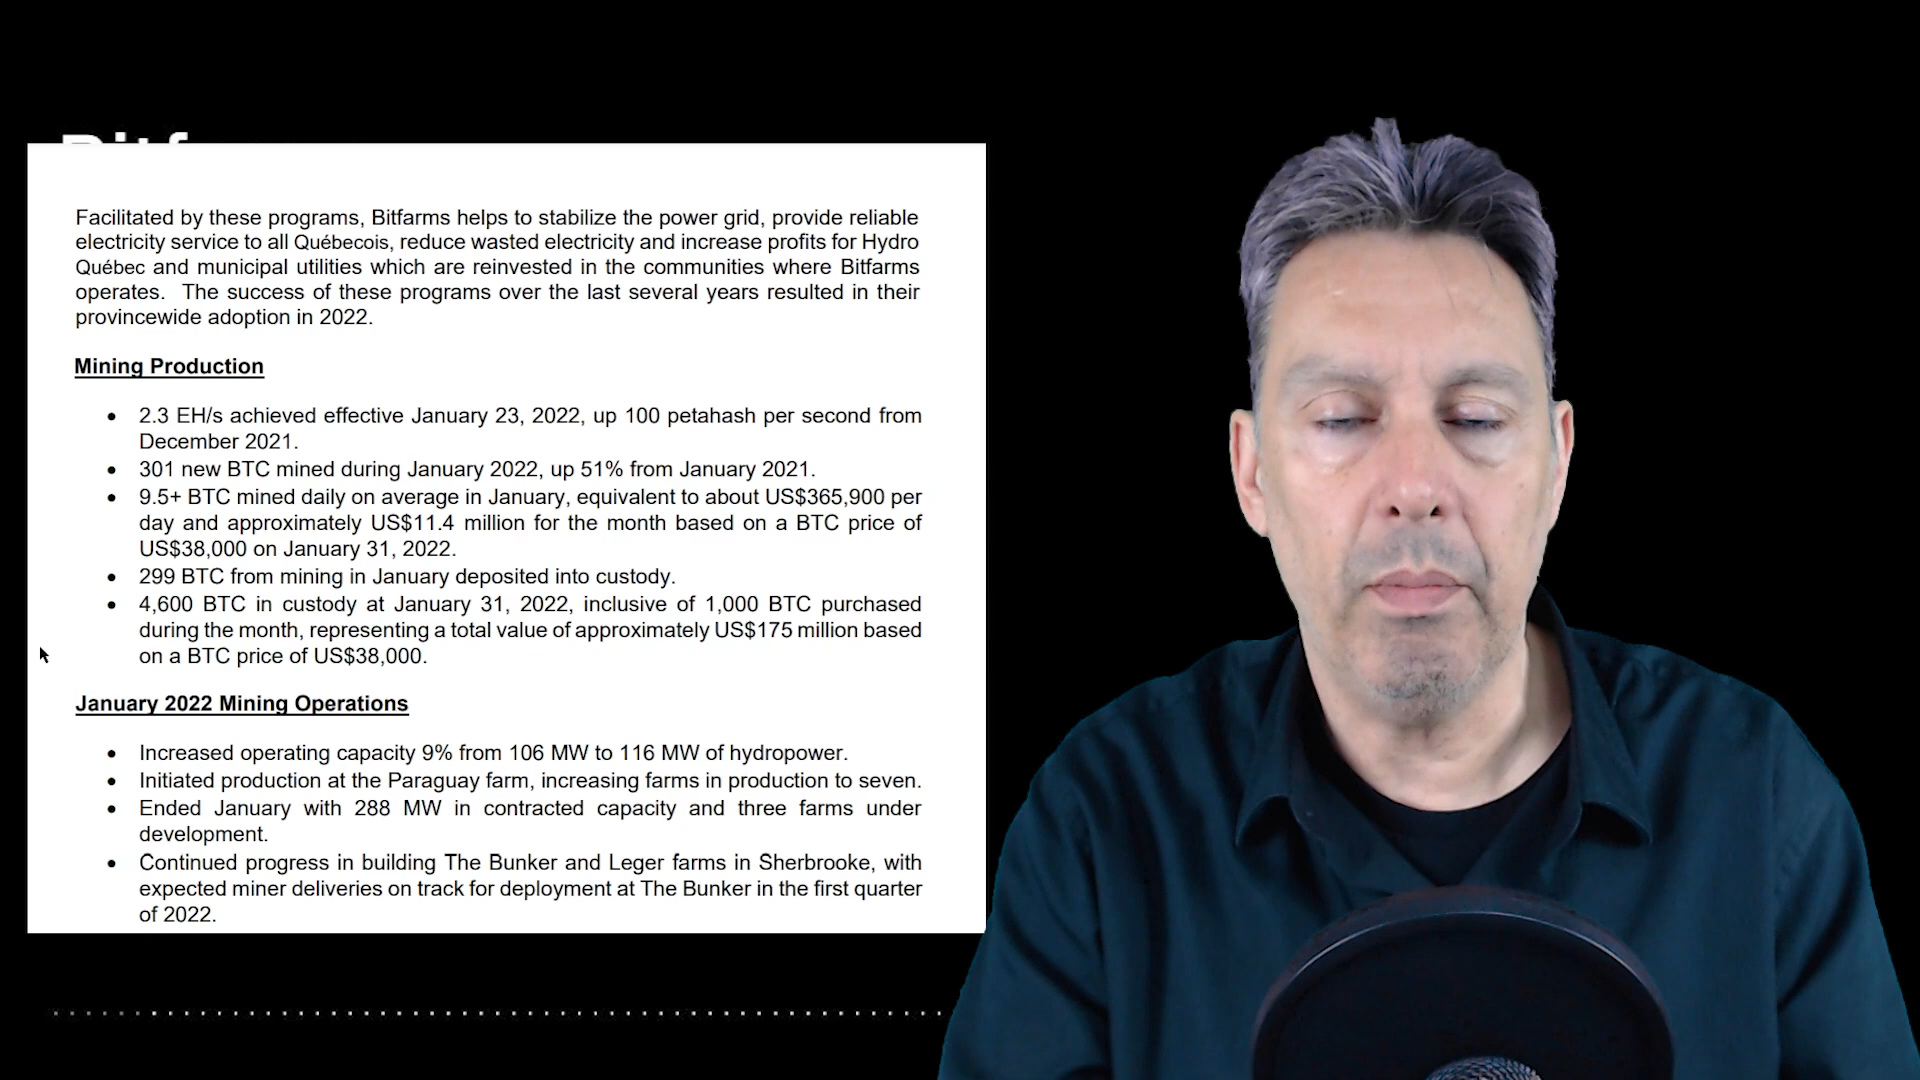 Facilitated by these programs, Bitfarms helps to stabilize the power grid, provide reliable
electricity service to all Québecois, reduce wasted electricity and increase profits for Hydro
Québec and municipal utilities which are reinvested in the communities where Bitfarms
operates. The success of these programs over the last several years resulted in their
provincewide adoption in 2022.
Mining Production
• 2.3 EH/s achieved effective January 23, 2022, up 100 petahash per second from
December 2021.
• 301 new BTC mined during January 2022, up 51% from January 2021.
• 9.5+ BTC mined daily on average in January, equivalent to about US$365,900 per
day and approximately US$11.4 million for the month based on a BTC price of
US$38,000 on January 31, 2022.
• 299 BTC from mining in January deposited into custody.
• 4,600 BTC in custody at January 31, 2022, inclusive of 1,000 BTC purchased
during the month, representing a total value of approximately US$175 million based
on a BTC price of US$38,000.
January 2022 Mining Operations
• Increased operating capacity 9% from 106 MW to 116 MW of hydropower.
• Initiated production at the Paraguay farm, increasing farms in production to seven.
• Ended January with 288 MW in contracted capacity and three farms under
development.
• Continued progress in building The Bunker and Leger farms in Sherbrooke, with
expected miner deliveries on track for deployment at The Bunker in the first quarter
of 2022.